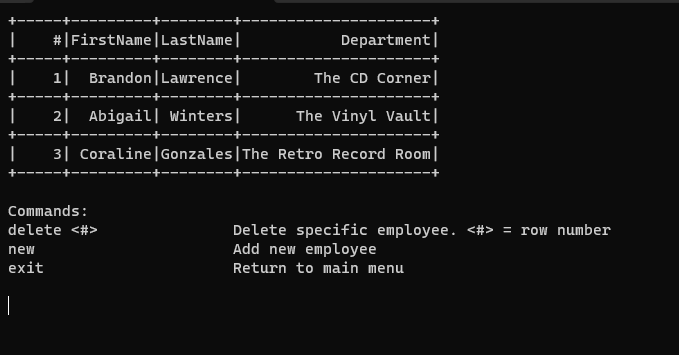 +-----+---------+--------+---------------------+
|    #|FirstName|LastName|           Department|
+-----+---------+--------+---------------------+
|    1|  Brandon|Lawrence|        The CD Corner|
+-----+---------+--------+---------------------+
|    2|  Abigail| Winters|      The Vinyl Vault|
+-----+---------+--------+---------------------+
|    3| Coraline|Gonzales|The Retro Record Room|
+-----+---------+--------+---------------------+
Commands:
delete <#>               Delete specific employee. <#> = row number
new                      Add new employee
exit                     Return to main menu